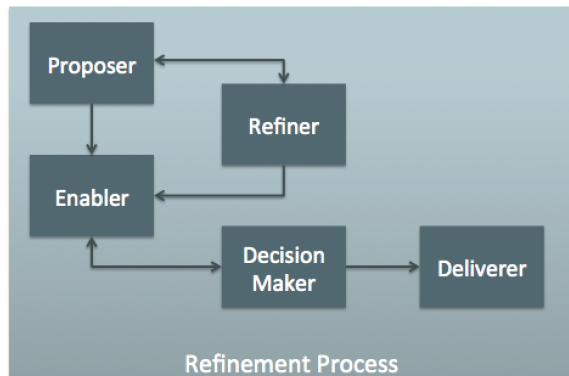 Proposer
Refiner
Enabler
Decision
Maker
Deliverer
Refinement Process